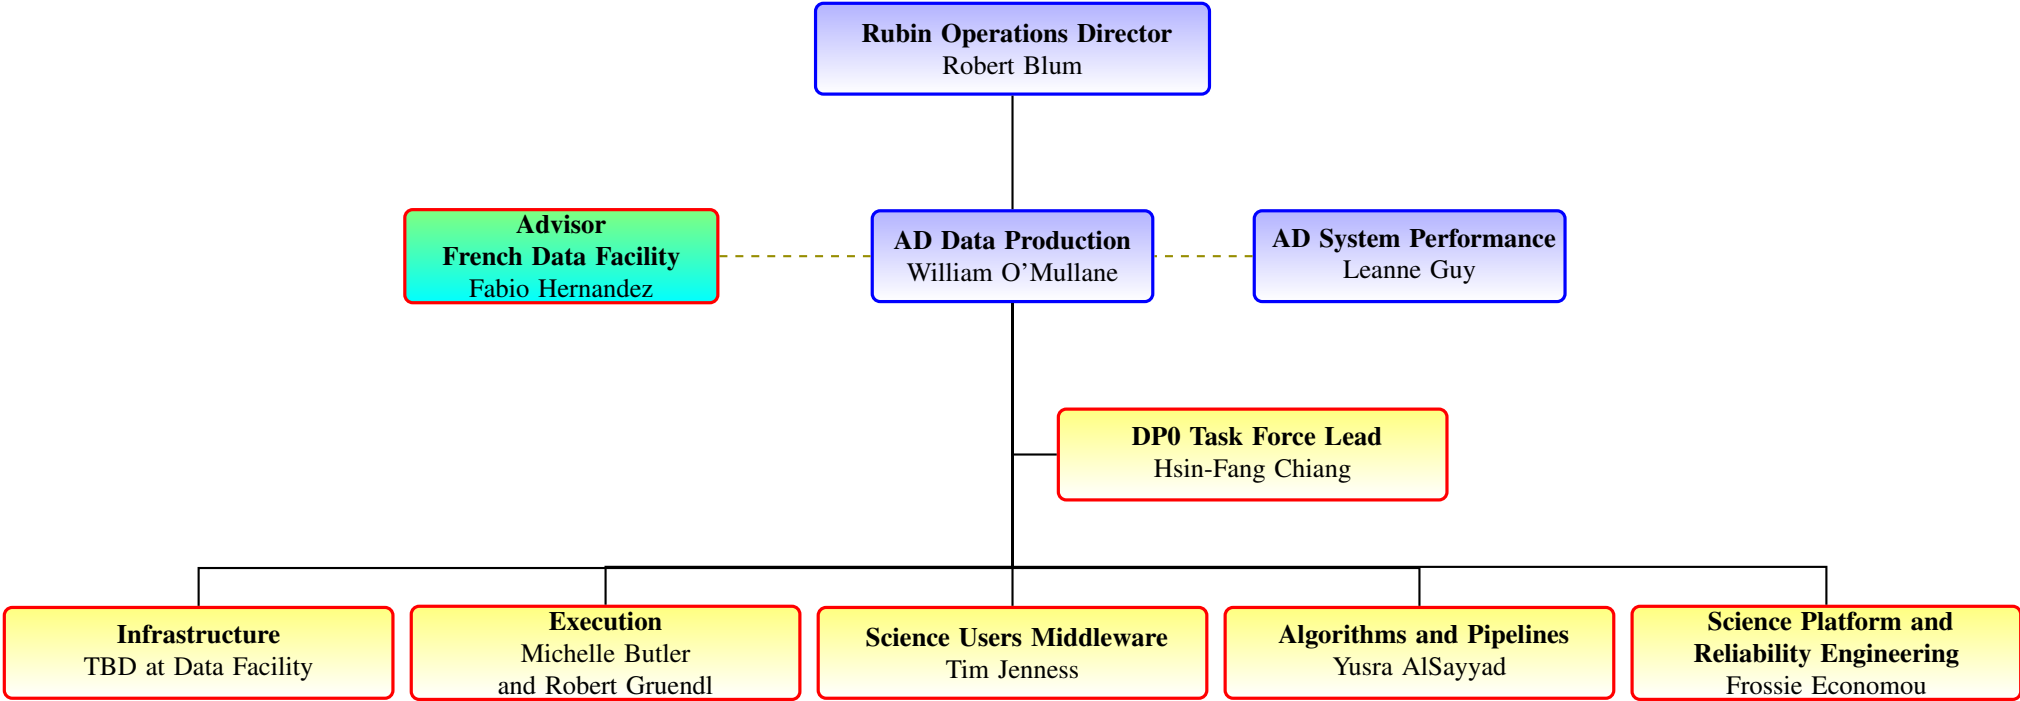 Rubin Operations Director
Robert Blum
Advisor
French Data Facility
Fabio Hernandez
AD Data Production
William O'Mullane
AD System Performance
Leanne Guy
DP0 Task Force Lead
Hsin-Fang Chiang
Infrastructure
TBD at Data Facility
Execution
Michelle Butler
and Robert Gruendl
Science Users Middleware
Tim Jenness
Algorithms and Pipelines
Yusra AlSayyad
Science Platform and
Reliability Engineering
Frossie Economou